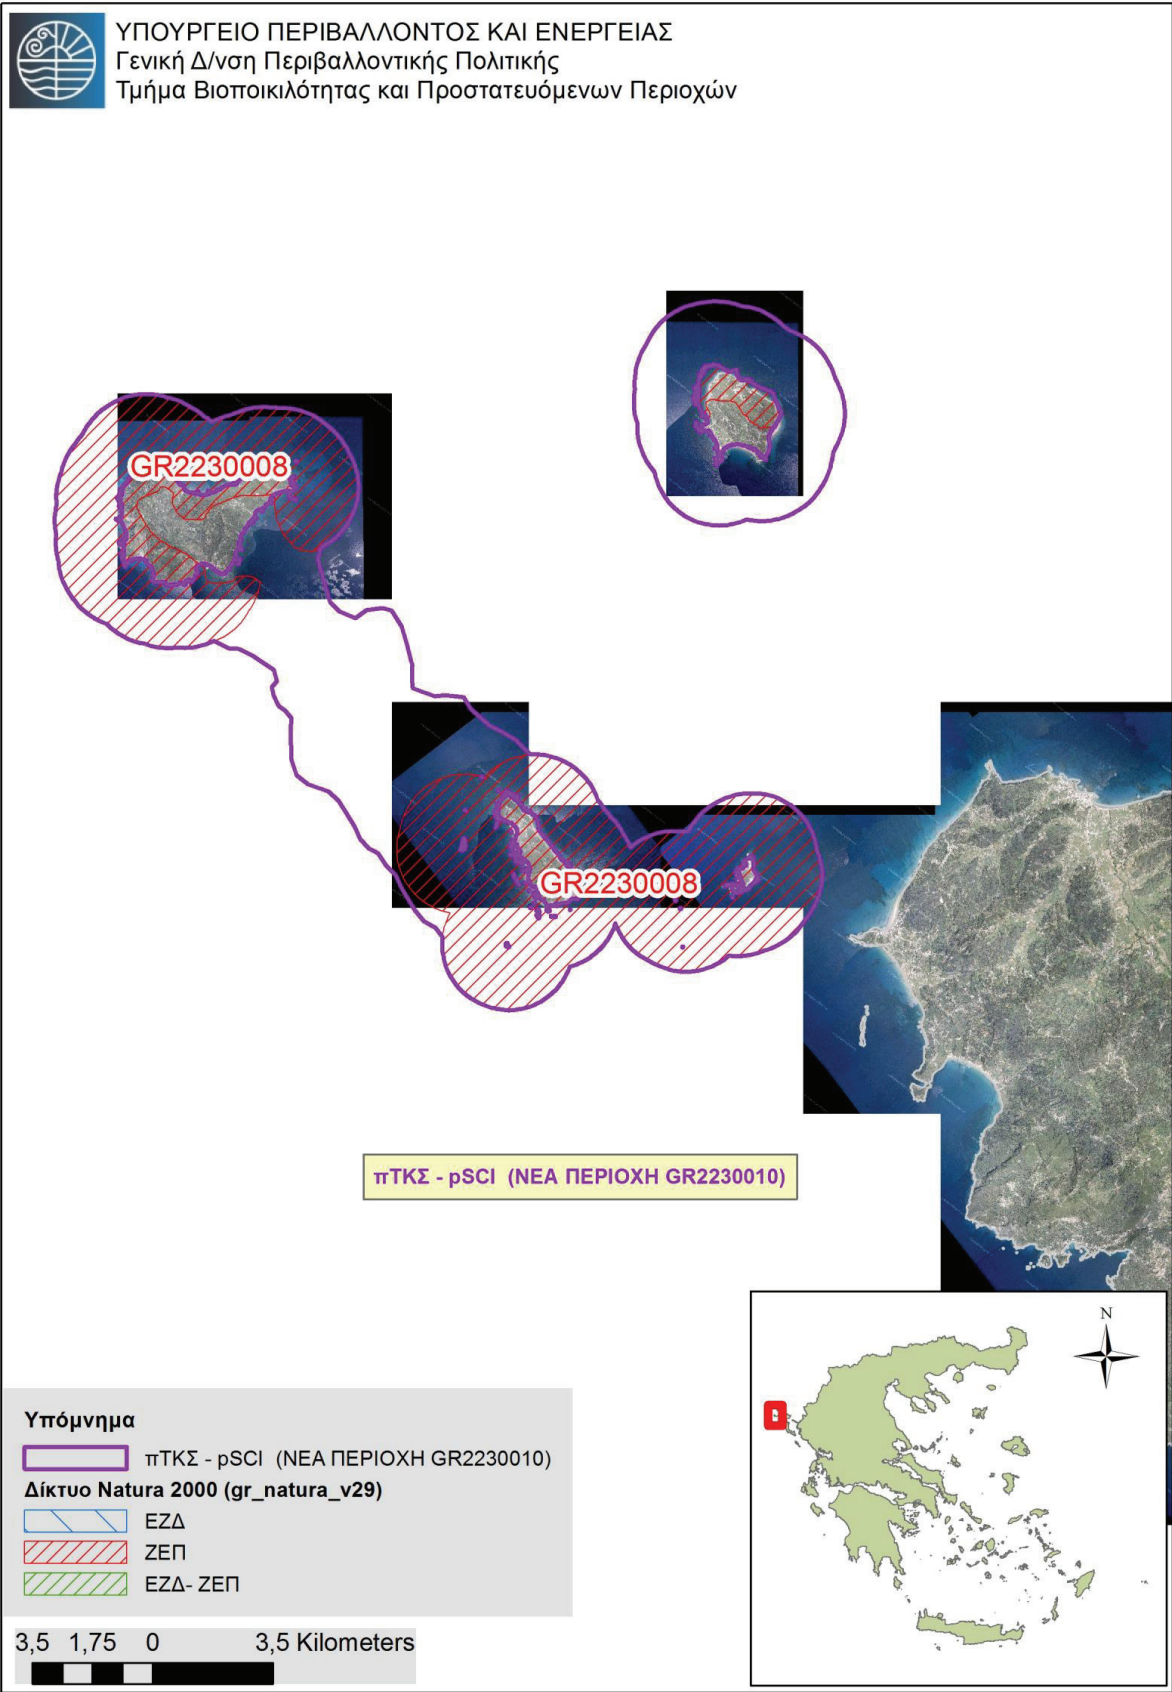 ΥΠΟΥΡΓΕΙΟ ΠΕΡΙΒΑΛΛΟΝΤΟΣ ΚΑΙ ΕΝΕΡΓΕΙΑΣ
Γενική Δ/νση Περιβαλλοντικής Πολιτικής
Τμήμα Βιοποικιλότητας και Προστατευόμενων Περιοχών
GR2230008
GR2230008
πΤΚΣ - pSCI (ΝΕΑ ΠΕΡΙΟΧΗ GR2230010)
N
Υπόμνημα
πΤΚΣ - pSCI (ΝΕΑ ΠΕΡΙΟΧΗ GR2230010)
Δίκτυο Natura 2000 (gr_natura_v29)
ΕΖΔ
ΖΕΠ
ΕΖΔ- ΖΕΠ
3,5 1,75 0 3,5 Kilometers